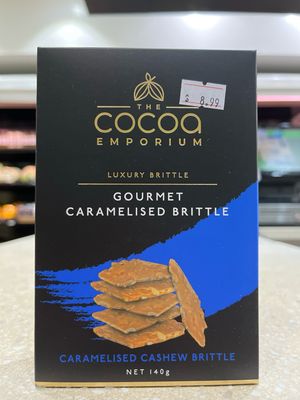 $ 8.99
THE
COCOA
EMPORIUM
LUXURY BRITTLE
GOURMET
CARAMELISED BRITTLE
CARAMELISED CASHEW BRITTLE
NET 140g